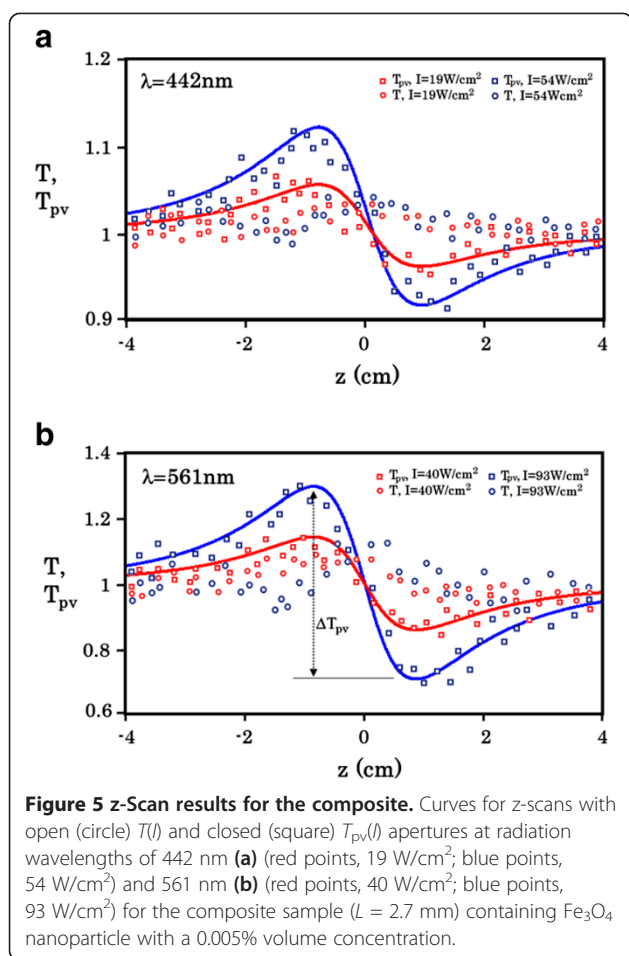 a
1.2
1.1
1
0.9
T,
Tpv
λ=442nm
Tpv, I=19W/cm² Tpv, I=54W/cm²
T, I=19W/cm² T, I=54Wcm²
-4 -2 0 2 4
z (cm)
b
1.4
1.2
1
0.8
0.6
T,
Tpv
λ=561nm
Tpv, I=40W/cm² Tpv, I=93W/cm²
T, I=40W/cm² T, I=93W/cm²
ΔTpv
-4 -2 0 2 4
z (cm)
Figure 5 z-Scan results for the composite. Curves for z-scans with
open (circle) T(I) and closed (square) Tpv(I) apertures at radiation
wavelengths of 442 nm (a) (red points, 19 W/cm²; blue points,
54 W/cm²) and 561 nm (b) (red points, 40 W/cm²; blue points,
93 W/cm²) for the composite sample (L = 2.7 mm) containing Fe₃O₄
nanoparticle with a 0.005% volume concentration.